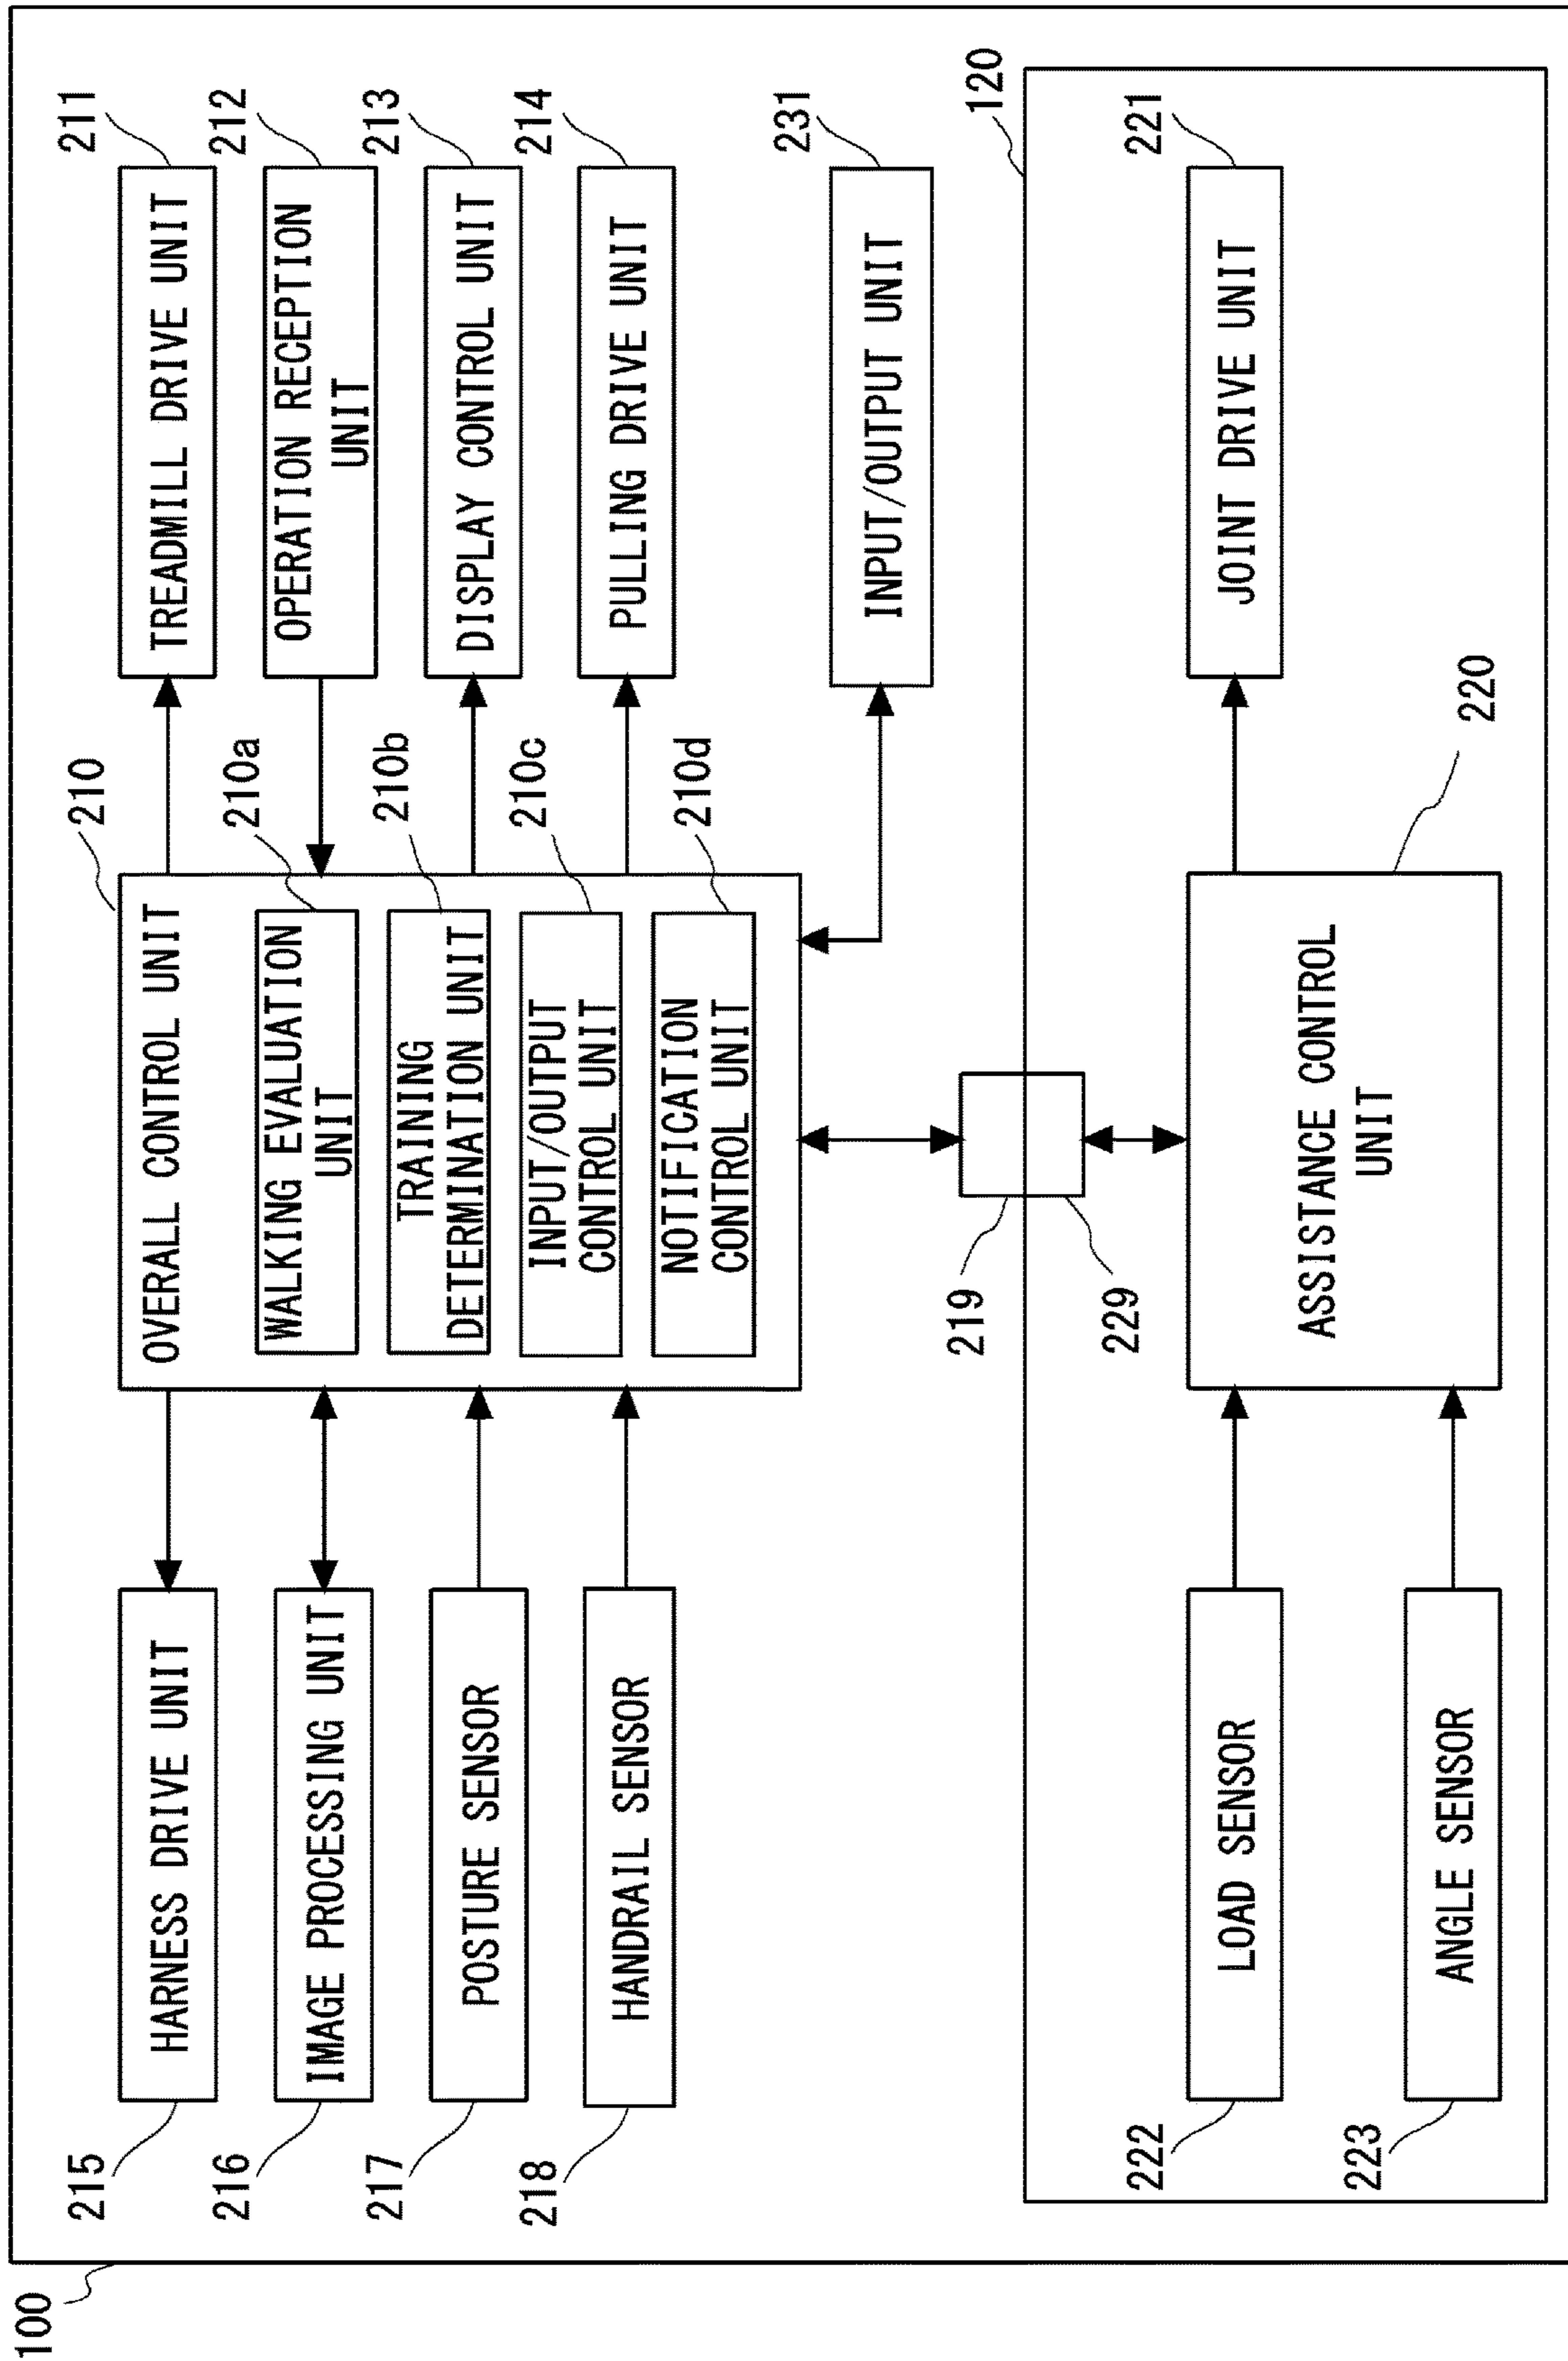 100
215
HARNESS DRIVE UNIT
216
IMAGE PROCESSING UNIT
217
POSTURE SENSOR
218
HANDRAIL SENSOR
210
OVERALL CONTROL UNIT
210a
WALKING EVALUATION
UNIT
210b
TRAINING
DETERMINATION UNIT
210c
INPUT/OUTPUT
CONTROL UNIT
210d
NOTIFICATION
CONTROL UNIT
211
TREADMILL DRIVE UNIT
212
OPERATION RECEPTION
UNIT
213
DISPLAY CONTROL UNIT
214
PULLING DRIVE UNIT
231
INPUT/OUTPUT UNIT
219
229
120
222
LOAD SENSOR
223
ANGLE SENSOR
ASSISTANCE CONTROL
UNIT
220
221
JOINT DRIVE UNIT